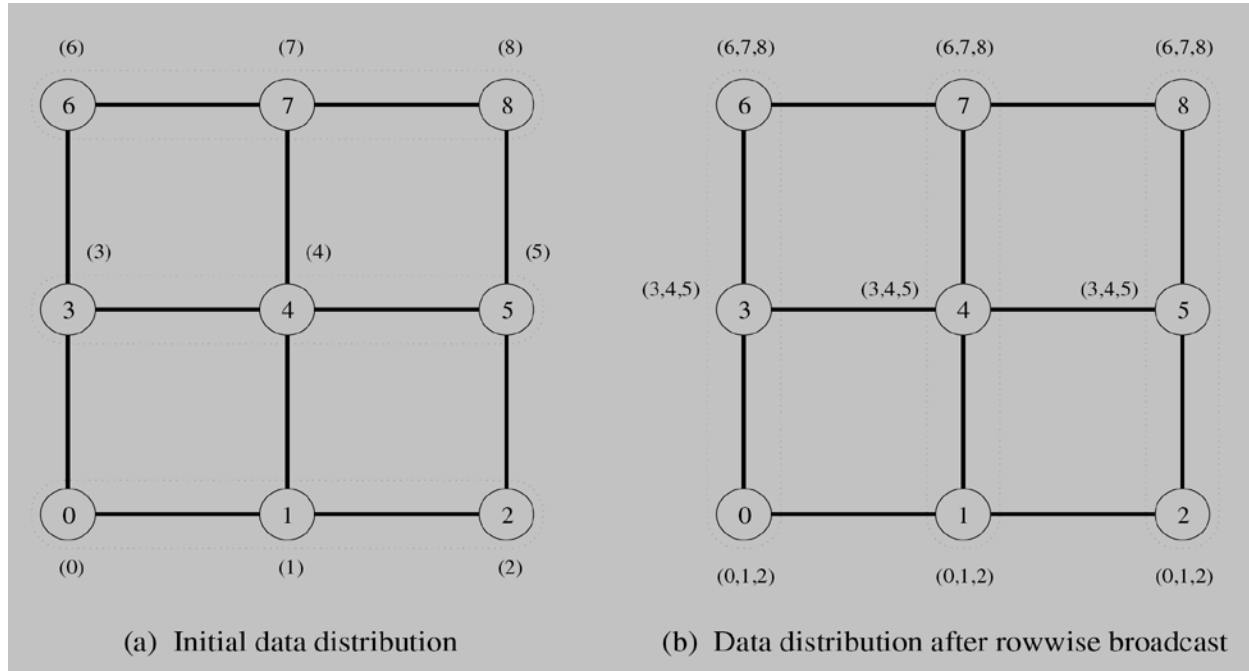 (6) (7) (8)
6 7 8
(3) (4) (5)
3 4 5
0 1 2
(0) (1) (2)
(a) Initial data distribution
(6,7,8) (6,7,8) (6,7,8)
6 7 8
(3,4,5) (3,4,5) (3,4,5)
3 4 5
0 1 2
(0,1,2) (0,1,2) (0,1,2)
(b) Data distribution after rowwise broadcast